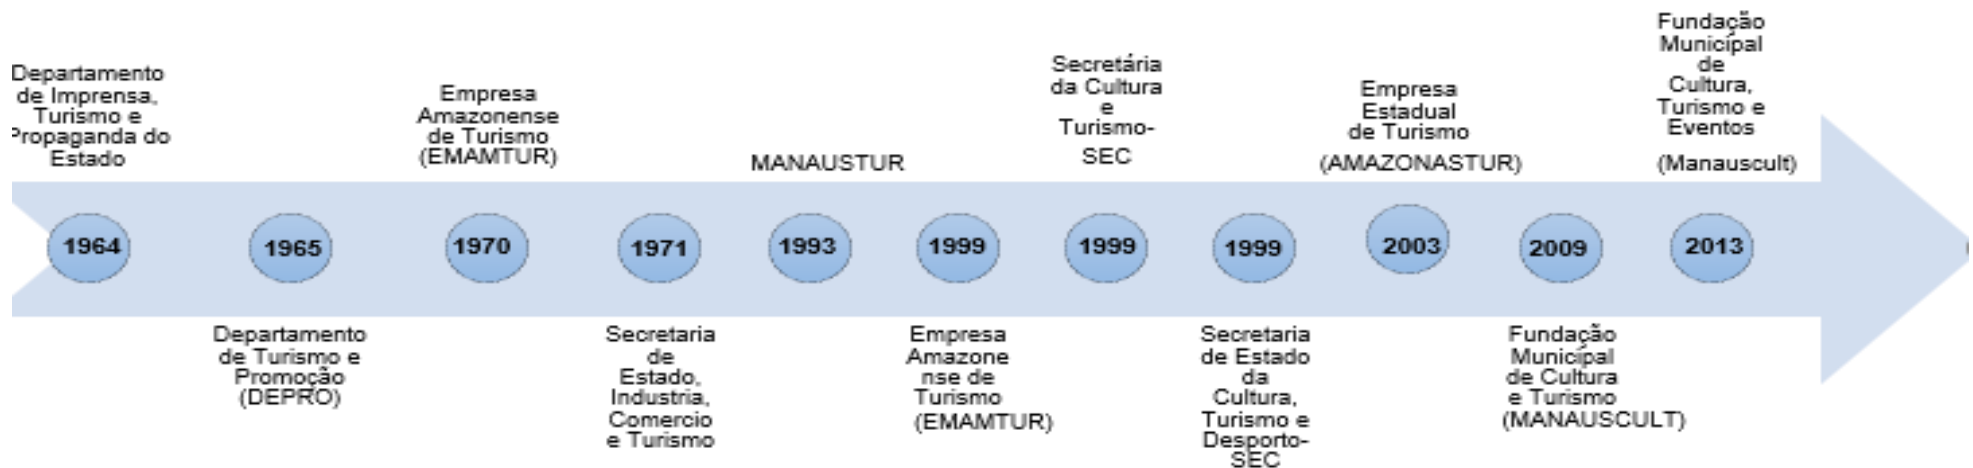 Departamento
de Imprensa,
Turismo e
Propaganda do
Estado
Empresa
Amazonense
de Turismo
(EMAMTUR)
MANAUSTUR
Secretária
da Cultura
e
Turismo-
SEC
Empresa
Estadual
de Turismo
(AMAZONASTUR)
Fundação
Municipal
de
Cultura,
Turismo e
Eventos
(Manauscult)
1964
1965
1970
1971
1993
1999
1999
1999
2003
2009
2013
Departamento
de Turismo e
Promoção
(DEPRO)
Secretaria
de
Estado,
Industria,
Comercio
e Turismo
Empresa
Amazone
nse de
Turismo
(EMAMTUR)
Secretaria
de Estado
da
Cultura,
Turismo e
Desporto-
SEC
Fundação
Municipal
de Cultura
e Turismo
(MANAUSCULT)